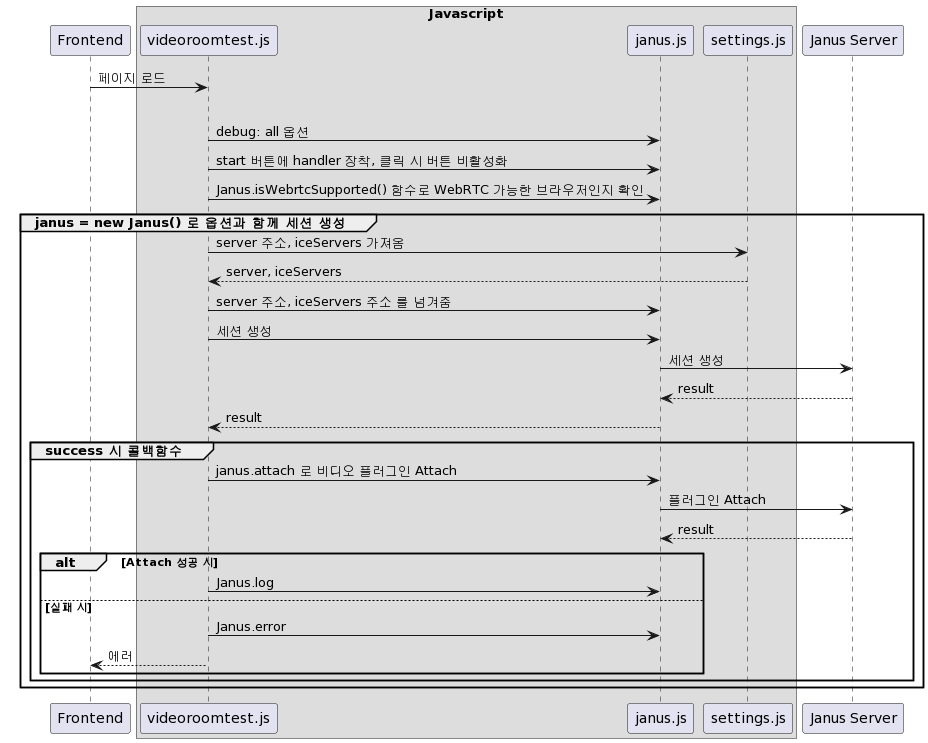 Javascript
Frontend
videoroomtest.js
janus.js
settings.js
Janus Server
페이지 로드
debug: all 옵션
start 버튼에 handler 장착, 클릭 시 버튼 비활성화
Janus.isWebrtcSupported() 함수로 WebRTC 가능한 브라우저인지 확인
janus = new Janus() 로 옵션과 함께 세션 생성
server 주소, iceServers 가져옴
server, iceServers
server 주소, iceServers 주소 를 넘겨줌
세션 생성
세션 생성
result
result
success 시 콜백함수
janus.attach 로 비디오 플러그인 Attach
플러그인 Attach
result
alt
[Attach 성공 시]
Janus.log
[실패 시]
Janus.error
에러
Frontend
videoroomtest.js
janus.js
settings.js
Janus Server